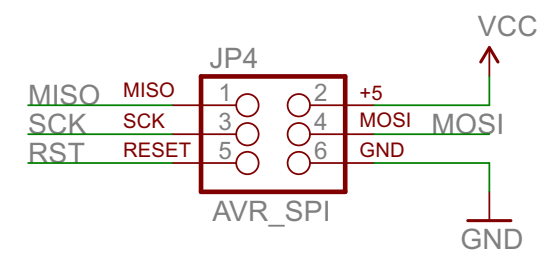 VCC
JP4
MISO MISO 1 2 +5
SCK SCK 3 4 MOSI MOSI
RST RESET 5 6 GND
AVR_SPI
GND